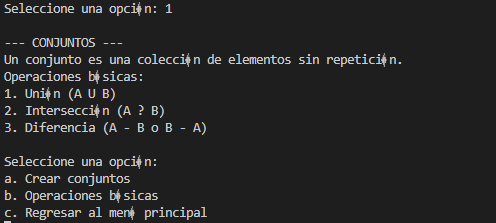 Seleccione una opci�n: 1
--- CONJUNTOS ---
Un conjunto es una colecci�n de elementos sin repetici�n.
Operaciones b�sicas:
1. Uni�n (A U B)
2. Intersecci�n (A ? B)
3. Diferencia (A - B o B - A)
Seleccione una opci�n:
a. Crear conjuntos
b. Operaciones b�sicas
c. Regresar al men� principal